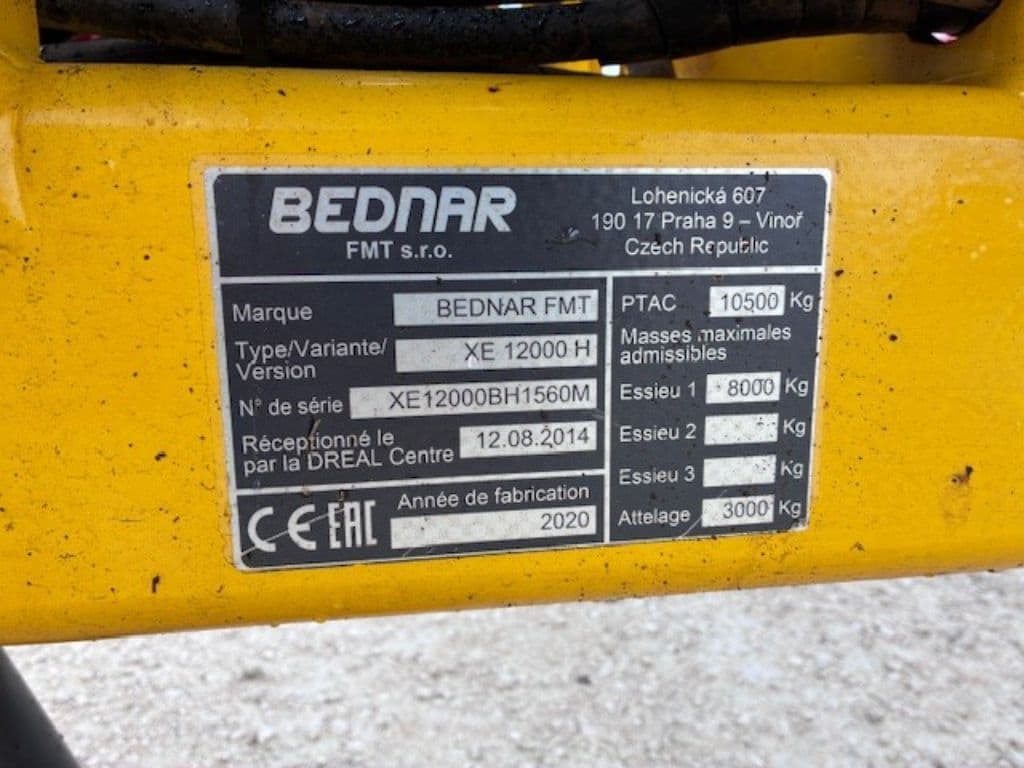 BEDNAR
FMT s.r.o.
Lohenická 607
190 17 Praha 9 – Vinoř
Czech Republic
Marque BEDNAR FMT
Type/Variante/
Version XE 12000 H
N° de série XE12000BH1560M
Réceptionné le
par la DREAL Centre 12.08.2014
CE EAC Année de fabrication
2020
PTAC 10500 Kg
Masses maximales
admissibles
Essieu 1 8000 Kg
Essieu 2 Kg
Essieu 3 Kg
Attelage 3000 Kg